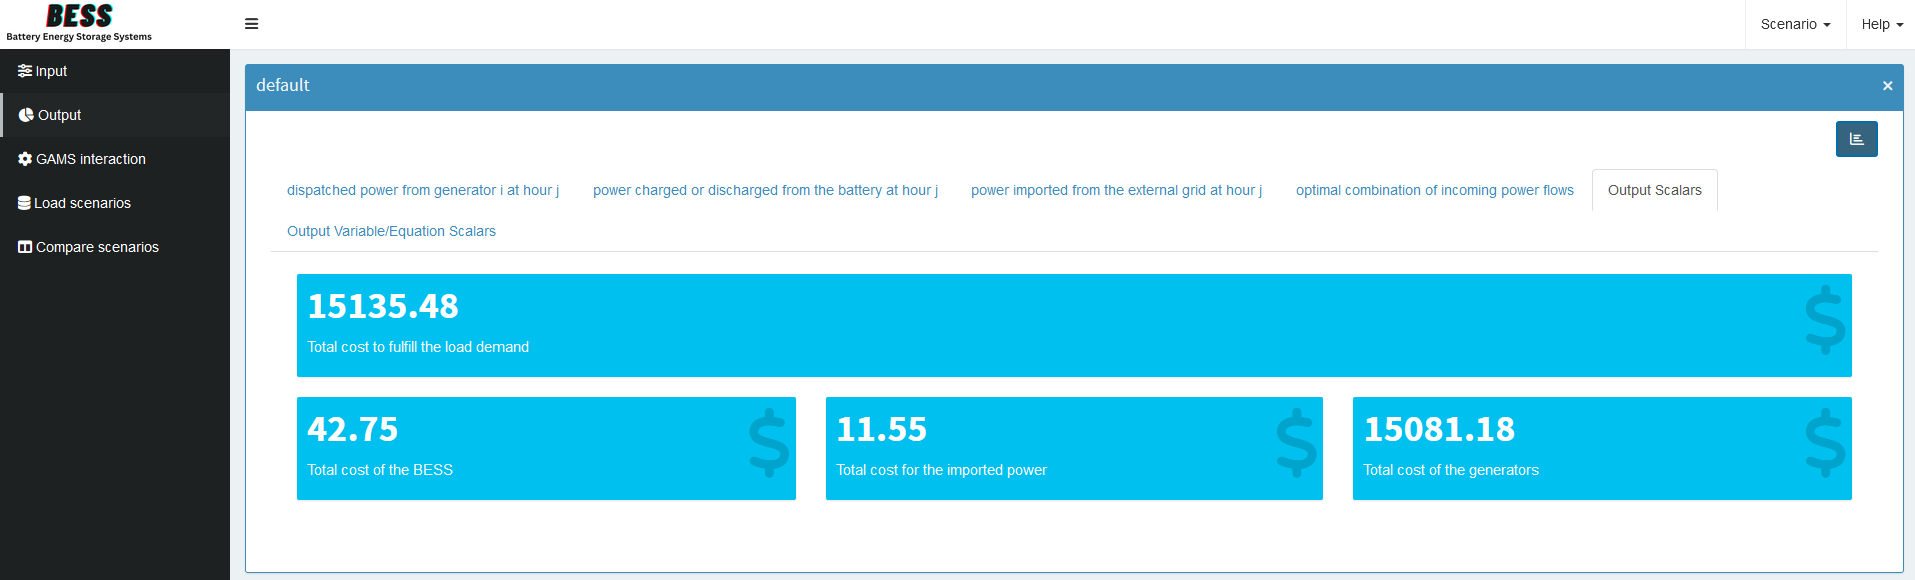 BESS
Battery Energy Storage Systems
Scenario
Help
Input
Output
GAMS interaction
Load scenarios
Compare scenarios
default
dispatched power from generator i at hour j
power charged or discharged from the battery at hour j
power imported from the external grid at hour j
optimal combination of incoming power flows
Output Scalars
Output Variable/Equation Scalars
15135.48
Total cost to fulfill the load demand
42.75
Total cost of the BESS
11.55
Total cost for the imported power
15081.18
Total cost of the generators